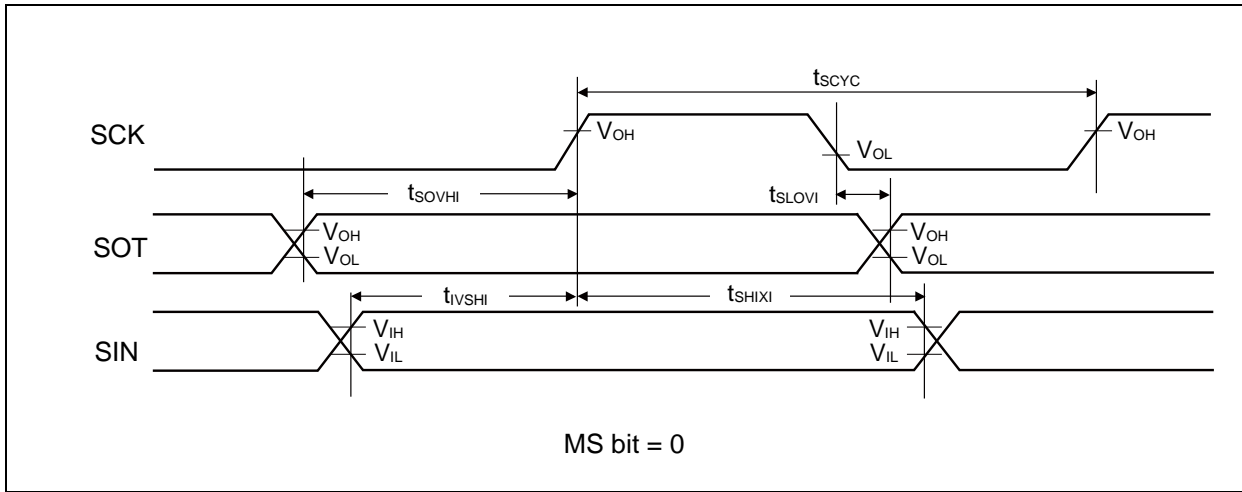 tSCYC
SCK
VOH
VOL
VOH
tSOVHI
tSLOVI
SOT
VOH
VOL
VOH
VOL
tIVSHI
tSHIXI
SIN
VIH
VIL
VIH
VIL
MS bit = 0